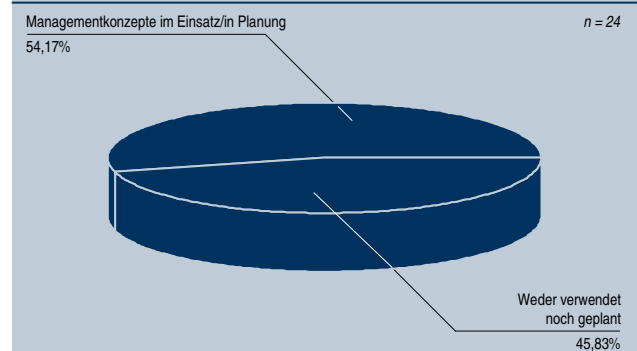 Managementkonzepte im Einsatz/in Planung
54,17%
n = 24
Weder verwendet
noch geplant
45,83%